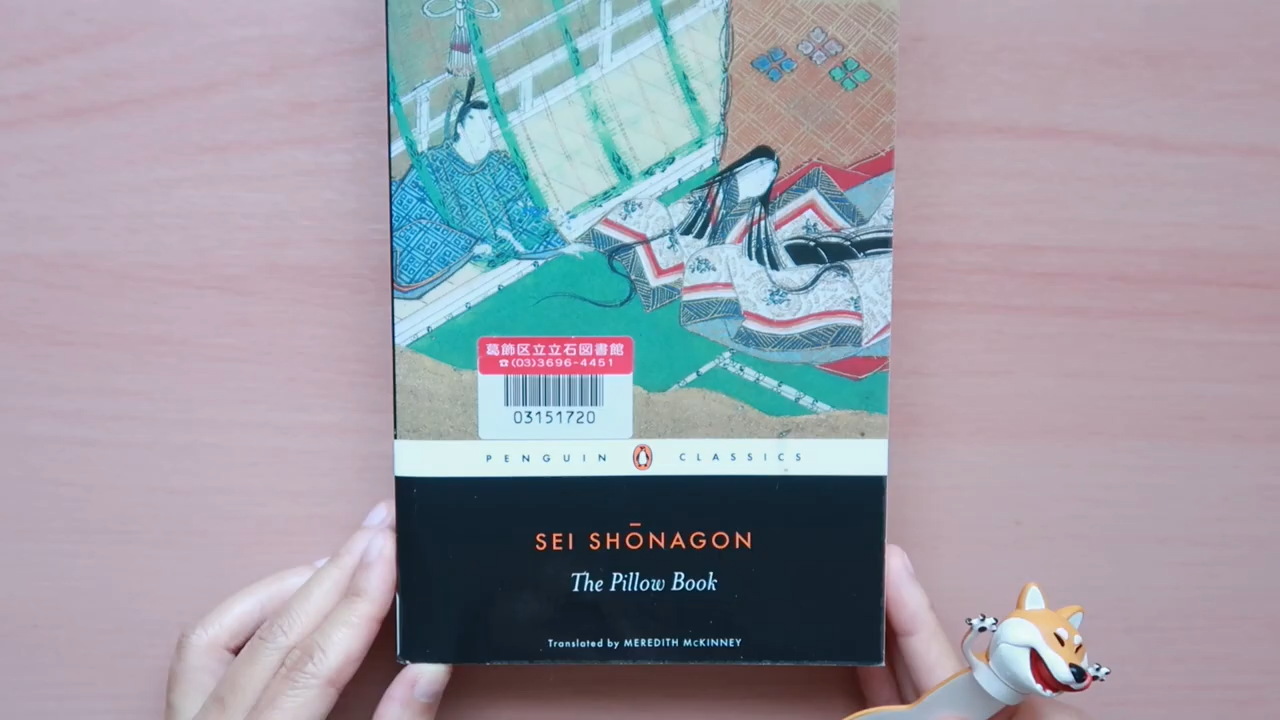 葛飾区立立石図書館
☎(03)3696-4451
03151720
PENGUIN CLASSICS
SEI SHŌNAGON
The Pillow Book
Translated by MEREDITH McKINNEY